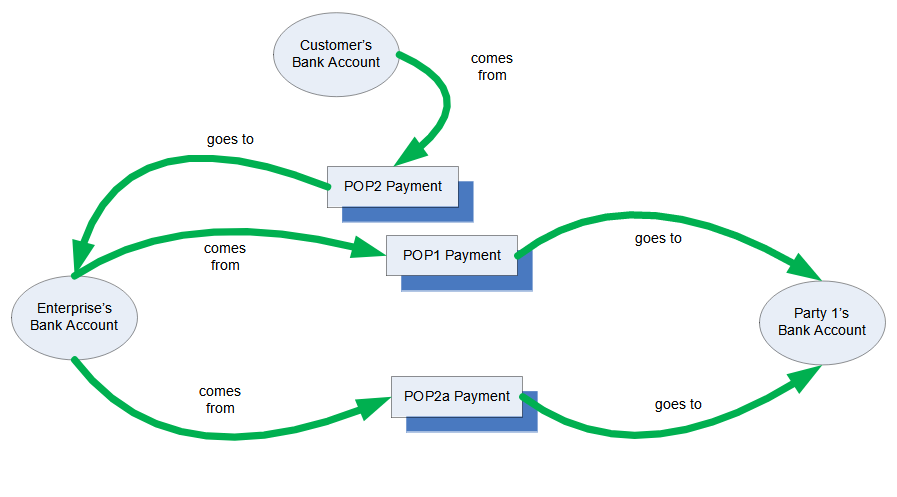 Customer's
Bank Account
comes
from
goes to
POP2 Payment
comes
from
POP1 Payment
goes to
Enterprise's
Bank Account
Party 1's
Bank Account
comes
from
POP2a Payment
goes to